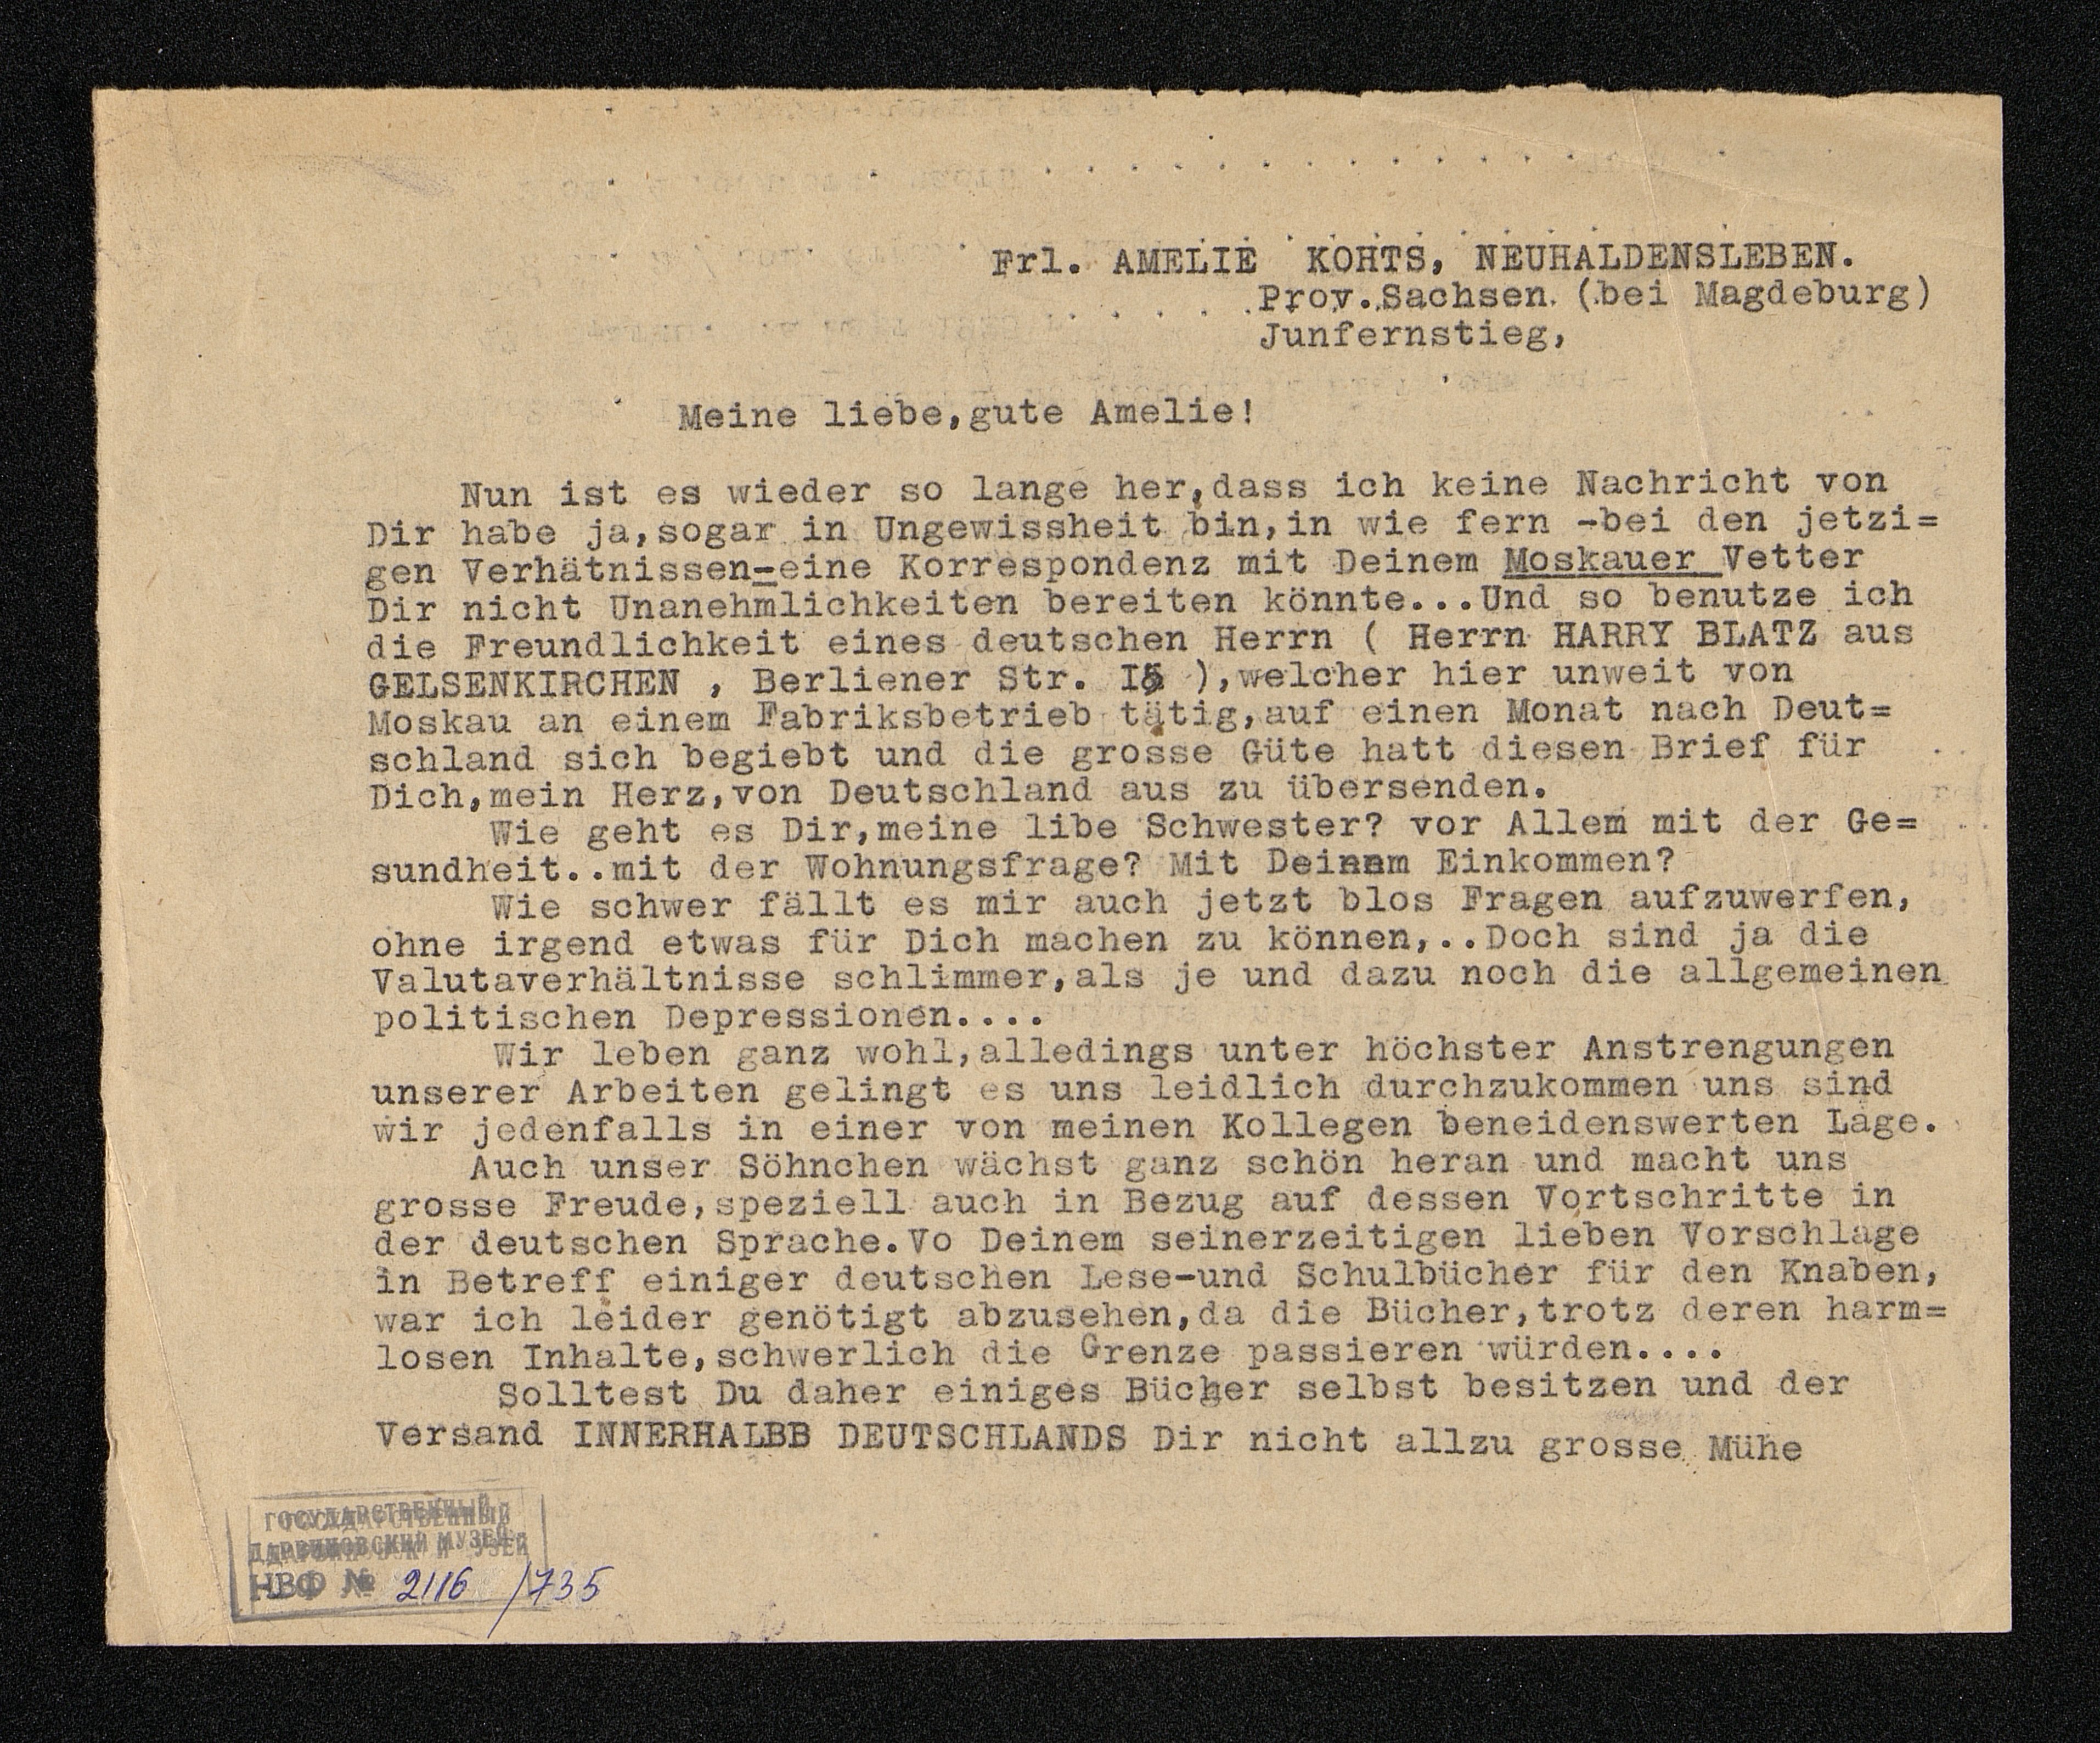 Frl. AMELIE KOHTS, NEUHALDENSLEBEN.
Prov. Sachsen (bei Magdeburg)
Junfernstieg,
Meine liebe,gute Amelie!
Nun ist es wieder so lange her,dass ich keine Nachricht von
Dir habe ja,sogar in Ungewissheit bin,in wie fern -bei den jetzi=
gen Verhätnissen-eine Korrespondenz mit Deinem Moskauer Vetter
Dir nicht Unanehmlichkeiten bereiten könnte...Und so benutze ich
die Freundlichkeit eines deutschen Herrn ( Herrn HARRY BLATZ aus
GELSENKIRCHEN , Berliener Str. I5 ),welcher hier unweit von
Moskau an einem Fabriksbetrieb tätig,auf einen Monat nach Deut=
schland sich begiebt und die grosse Güte hatt diesen Brief für
Dich,mein Herz,von Deutschland aus zu übersenden.
Wie geht es Dir,meine libe Schwester? vor Allem mit der Ge=
sundheit..mit der Wohnungsfrage? Mit Deinem Einkommen?
Wie schwer fällt es mir auch jetzt blos Fragen aufzuwerfen,
ohne irgend etwas für Dich machen zu können,..Doch sind ja die
Valutaverhältnisse schlimmer,als je und dazu noch die allgemeinen
politischen Depressionen....
Wir leben ganz wohl,alledings unter höchster Anstrengungen
unserer Arbeiten gelingt es uns leidlich durchzukommen uns sind
wir jedenfalls in einer von meinen Kollegen beneidenswerten Lage.
Auch unser Söhnchen wächst ganz schön heran und macht uns
grosse Freude,speziell auch in Bezug auf dessen Vortschritte in
der deutschen Sprache.Vo Deinem seinerzeitigen lieben Vorschlage
in Betreff einiger deutschen Lese-und Schulbücher für den Knaben,
war ich leider genötigt abzusehen,da die Bücher,trotz deren harm=
losen Inhalte,schwerlich die Grenze passieren würden....
Solltest Du daher einiges Bücher selbst besitzen und der
Versand INNERHALBB DEUTSCHLANDS Dir nicht allzu grosse Mühe
ГОСУДАРСТВЕННЫЙ
ДАРВИНОВСКИЙ МУЗЕЙ
НВФ № 2116/735